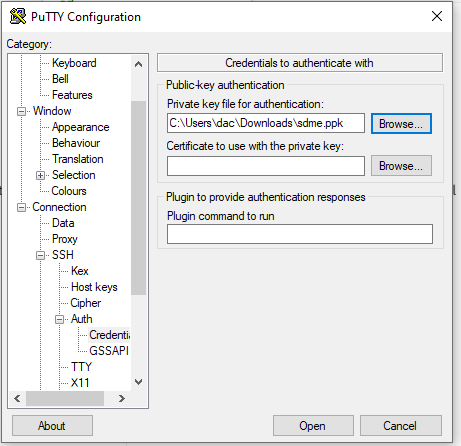 PuTTY Configuration
Category:
Keyboard
Bell
Features
Window
Appearance
Behaviour
Translation
Selection
Colours
Connection
Data
Proxy
SSH
Kex
Host keys
Cipher
Auth
Credentia
GSSAPI
TTY
X11
Credentials to authenticate with
Public-key authentication
Private key file for authentication:
C:\Users\dac\Downloads\sdme.ppk
Browse...
Certificate to use with the private key:
Browse...
Plugin to provide authentication responses
Plugin command to run
About
Open
Cancel